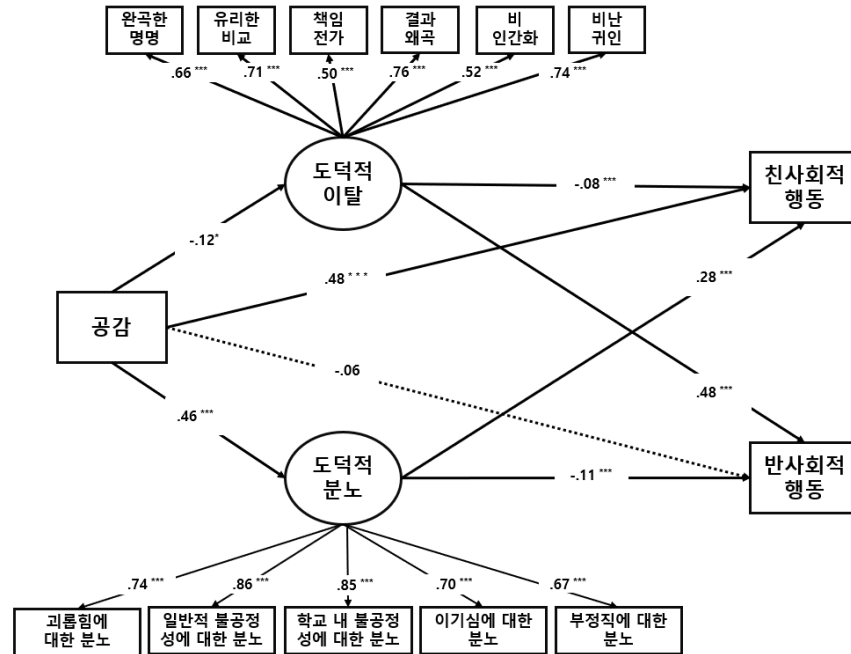 완곡한
명명
유리한
비교
책임
전가
결과
왜곡
비
인간화
비난
귀인
.66 ***
.71 ***
.50 ***
.76 ***
.52 ***
.74 ***
도덕적
이탈
친사회적
행동
-.08 ***
-.12*
.48 * * *
.28 ***
공감
-.06
.48 ***
.46 ***
도덕적
분노
반사회적
행동
-.11 ***
.74 ***
.86 ***
.85 ***
.70 ***
.67 ***
괴롭힘에
대한 분노
일반적 불공정
성에 대한 분노
학교 내 불공정
성에 대한 분노
이기심에 대한
분노
부정직에 대한
분노